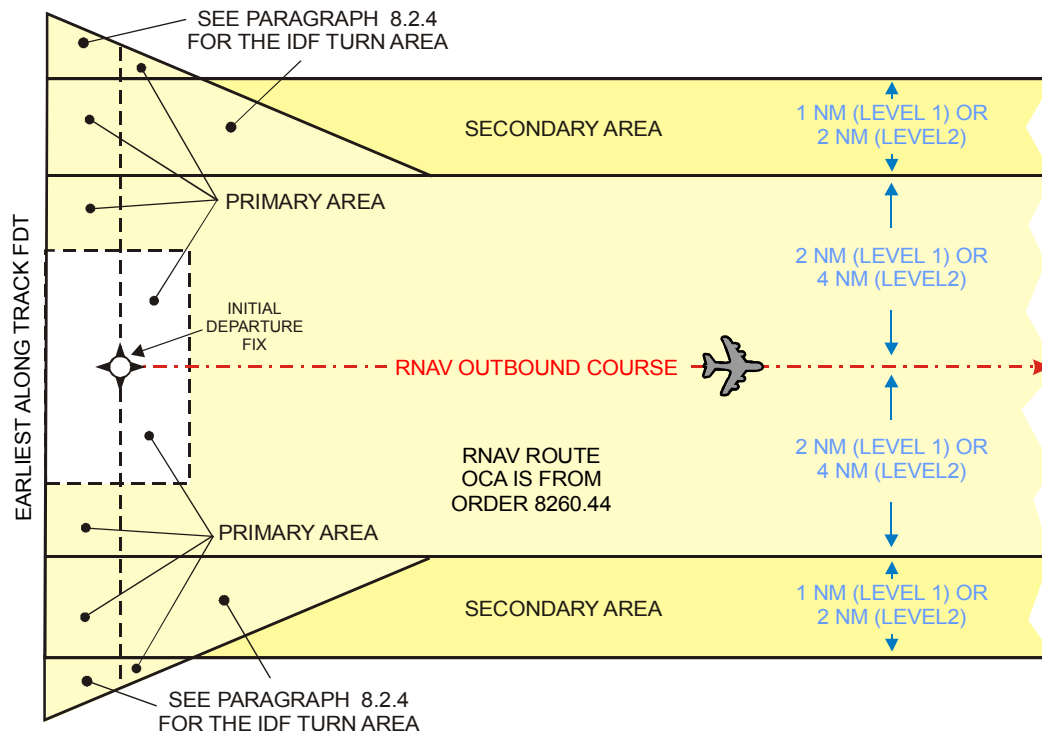 SEE PARAGRAPH 8.2.4
FOR THE IDF TURN AREA
SECONDARY AREA
1 NM (LEVEL 1) OR
2 NM (LEVEL2)
PRIMARY AREA
EARLIEST ALONG TRACK FDT
2 NM (LEVEL 1) OR
4 NM (LEVEL2)
INITIAL
DEPARTURE
FIX
RNAV OUTBOUND COURSE
2 NM (LEVEL 1) OR
4 NM (LEVEL2)
RNAV ROUTE
OCA IS FROM
ORDER 8260.44
PRIMARY AREA
SECONDARY AREA
1 NM (LEVEL 1) OR
2 NM (LEVEL2)
SEE PARAGRAPH 8.2.4
FOR THE IDF TURN AREA